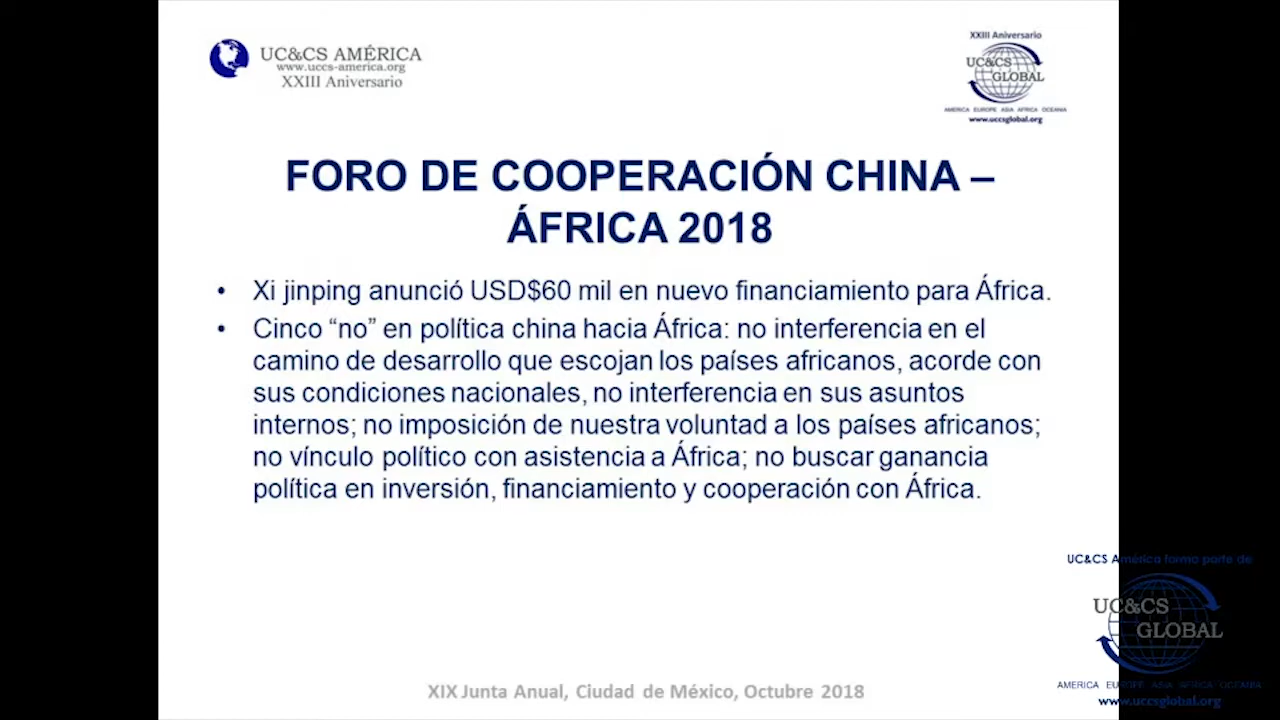 UC&CS AMÉRICA
www.uccs-america.org
XXIII Aniversario
XXIII Aniversario
UC&CS
GLOBAL
AMERICA EUROPE ASIA AFRICA OCEANIA
www.uccsglobal.org
FORO DE COOPERACIÓN CHINA –
ÁFRICA 2018
• Xi jinping anunció USD$60 mil en nuevo financiamiento para África.
• Cinco “no” en política china hacia África: no interferencia en el
camino de desarrollo que escojan los países africanos, acorde con
sus condiciones nacionales, no interferencia en sus asuntos
internos; no imposición de nuestra voluntad a los países africanos;
no vínculo político con asistencia a África; no buscar ganancia
política en inversión, financiamiento y cooperación con África.
UC&CS América forma parte de
UC&CS
GLOBAL
AMERICA EUROPE ASIA AFRICA OCEANIA
www.uccsglobal.org
XIX Junta Anual, Ciudad de México, Octubre 2018